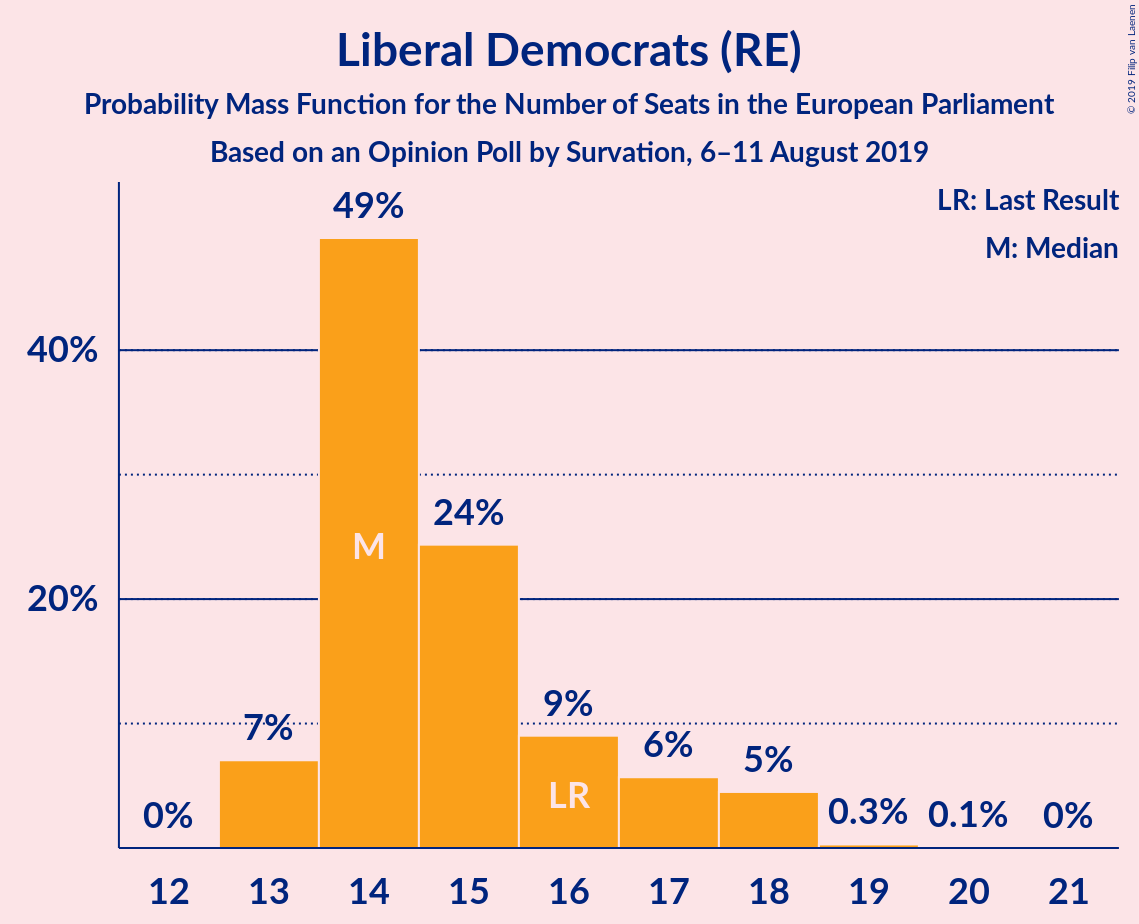 Liberal Democrats (RE)
Probability Mass Function for the Number of Seats in the European Parliament
Based on an Opinion Poll by Survation, 6–11 August 2019
© 2019 Filip van Laenen
LR: Last Result
M: Median
40%
20%
0%
7%
49%
M
24%
9%
LR
6%
5%
0.3%
0.1%
0%
12 13 14 15 16 17 18 19 20 21